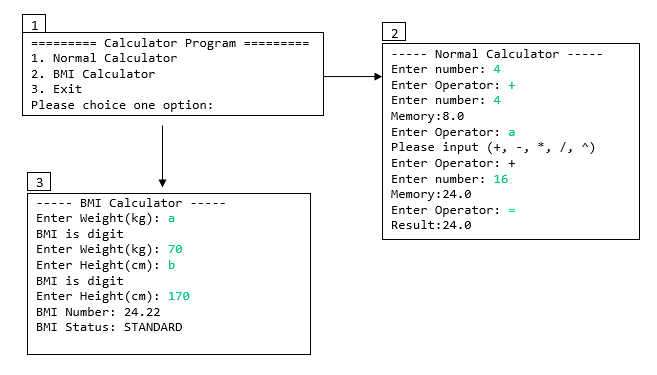 1
========= Calculator Program =========
1. Normal Calculator
2. BMI Calculator
3. Exit
Please choice one option:
2
----- Normal Calculator -----
Enter number: 4
Enter Operator: +
Enter number: 4
Memory:8.0
Enter Operator: a
Please input (+, -, *, /, ^)
Enter Operator: +
Enter number: 16
Memory:24.0
Enter Operator: =
Result:24.0
3
----- BMI Calculator -----
Enter Weight(kg): a
BMI is digit
Enter Weight(kg): 70
Enter Height(cm): b
BMI is digit
Enter Height(cm): 170
BMI Number: 24.22
BMI Status: STANDARD